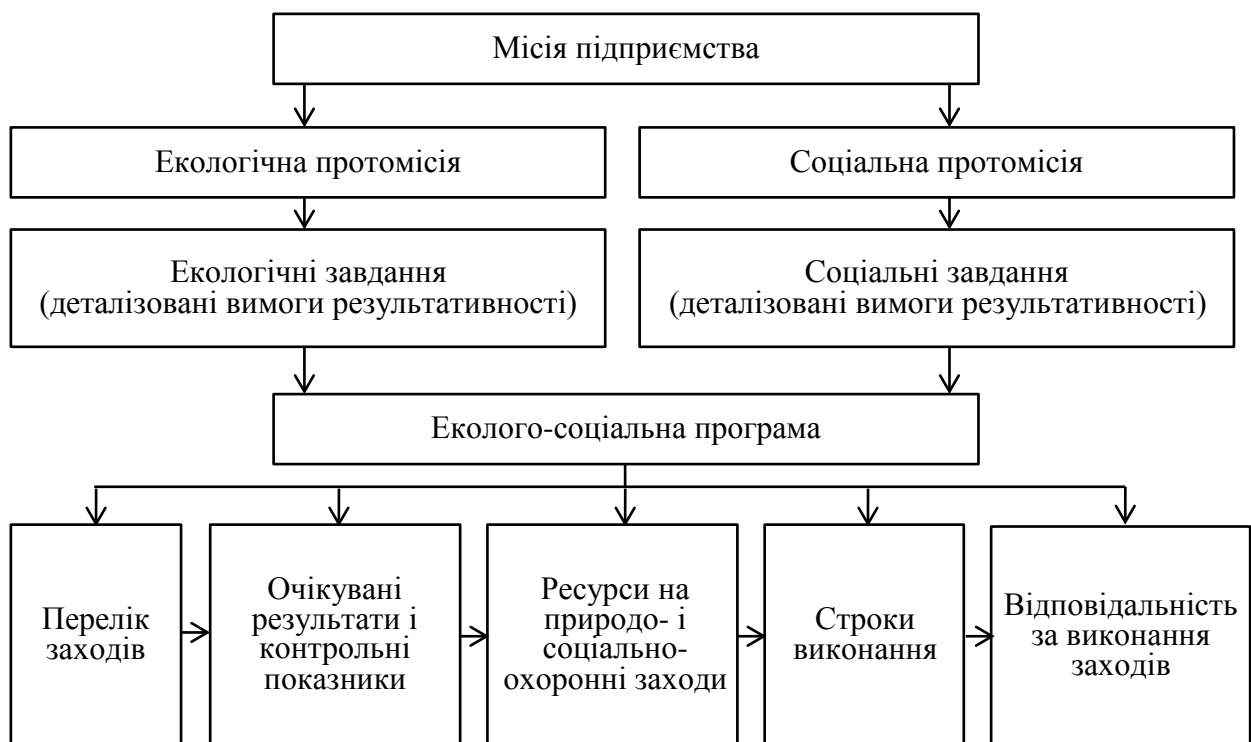 Місія підприємства
Екологічна протомісія
Соціальна протомісія
Екологічні завдання
(деталізовані вимоги результативності)
Соціальні завдання
(деталізовані вимоги результативності)
Еколого-соціальна програма
Перелік
заходів
Очікувані
результати і
контрольні
показники
Ресурси на
природо- і
соціально-
охоронні заходи
Строки
виконання
Відповідальність
за виконання
заходів